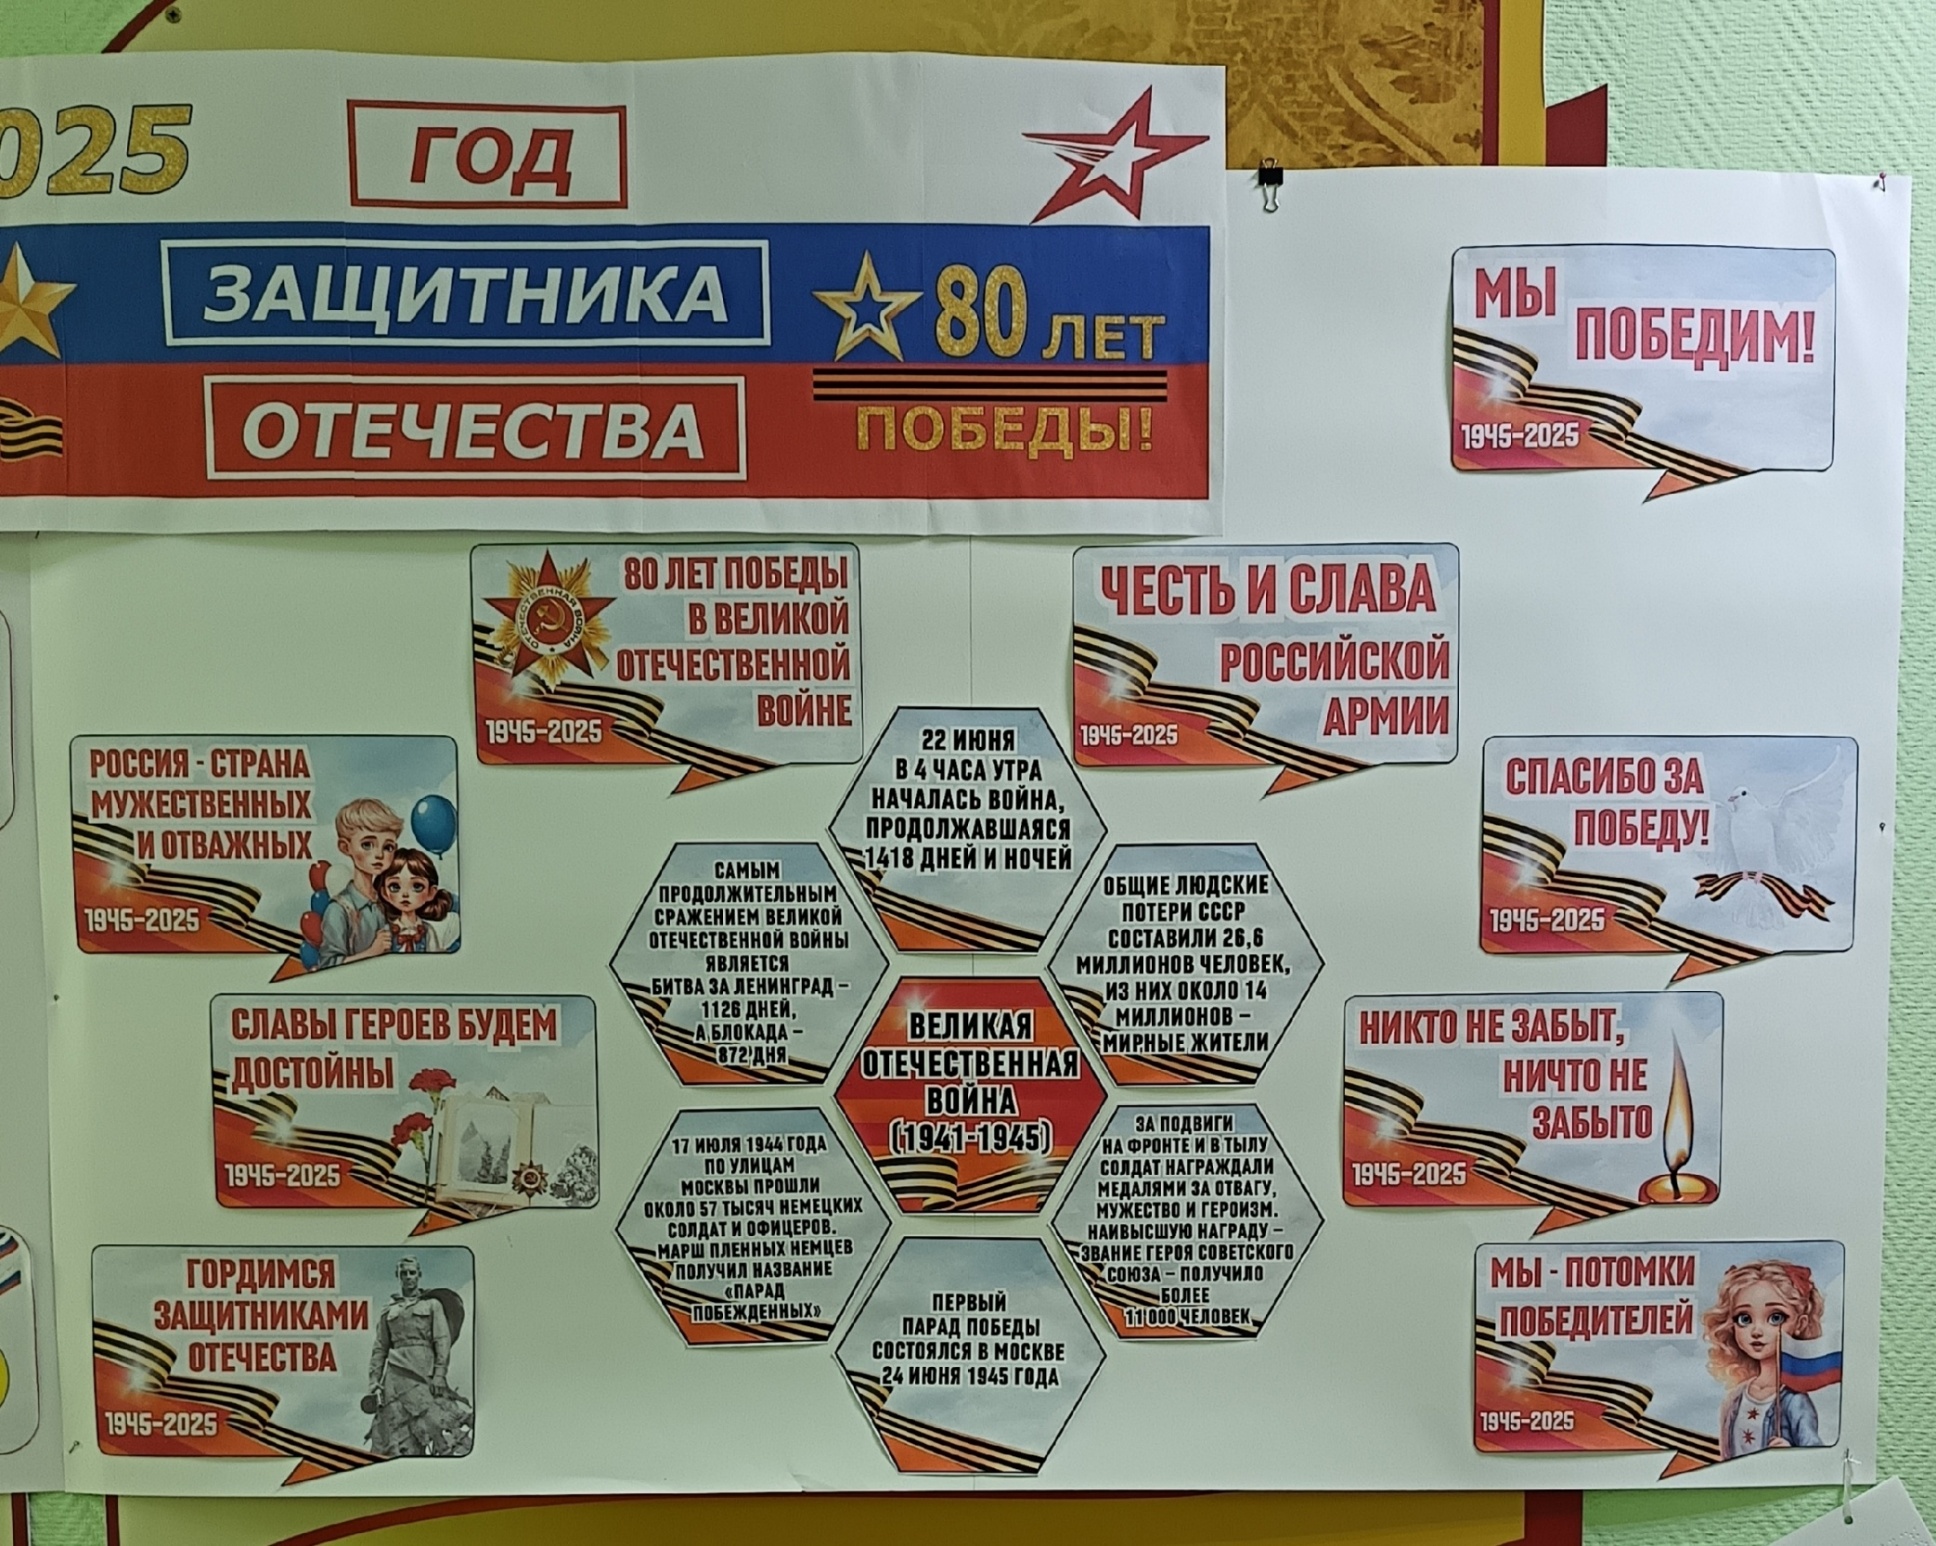 025
ГОД
ЗАЩИТНИКА
ОТЕЧЕСТВА
80 ЛЕТ
ПОБЕДЫ!
МЫ
ПОБЕДИМ!
1945-2025
80 ЛЕТ ПОБЕДЫ
В ВЕЛИКОЙ
ОТЕЧЕСТВЕННОЙ
ВОЙНЕ
ОТЕЧЕСТВЕННАЯ ВОЙНА
1945-2025
ЧЕСТЬ И СЛАВА
РОССИЙСКОЙ
АРМИИ
1945-2025
РОССИЯ - СТРАНА
МУЖЕСТВЕННЫХ
И ОТВАЖНЫХ
1945-2025
22 ИЮНЯ
В 4 ЧАСА УТРА
НАЧАЛАСЬ ВОЙНА,
ПРОДОЛЖАВШАЯСЯ
1418 ДНЕЙ И НОЧЕЙ
СПАСИБО ЗА
ПОБЕДУ!
1945-2025
САМЫМ
ПРОДОЛЖИТЕЛЬНЫМ
СРАЖЕНИЕМ ВЕЛИКОЙ
ОТЕЧЕСТВЕННОЙ ВОЙНЫ
ЯВЛЯЕТСЯ
БИТВА ЗА ЛЕНИНГРАД –
1126 ДНЕЙ,
А БЛОКАДА –
872 ДНЯ
ОБЩИЕ ЛЮДСКИЕ
ПОТЕРИ СССР
СОСТАВИЛИ 26,6
МИЛЛИОНОВ ЧЕЛОВЕК,
ИЗ НИХ ОКОЛО 14
МИЛЛИОНОВ –
МИРНЫЕ ЖИТЕЛИ
СЛАВЫ ГЕРОЕВ БУДЕМ
ДОСТОЙНЫ
1945-2025
ВЕЛИКАЯ
ОТЕЧЕСТВЕННАЯ
ВОЙНА
(1941-1945)
НИКТО НЕ ЗАБЫТ,
НИЧТО НЕ
ЗАБЫТО
1945-2025
17 ИЮЛЯ 1944 ГОДА
ПО УЛИЦАМ
МОСКВЫ ПРОШЛИ
ОКОЛО 57 ТЫСЯЧ НЕМЕЦКИХ
СОЛДАТ И ОФИЦЕРОВ.
МАРШ ПЛЕННЫХ НЕМЦЕВ
ПОЛУЧИЛ НАЗВАНИЕ
«ПАРАД
ПОБЕЖДЕННЫХ»
ЗА ПОДВИГИ
НА ФРОНТЕ И В ТЫЛУ
СОЛДАТ НАГРАЖДАЛИ
МЕДАЛЯМИ ЗА ОТВАГУ,
МУЖЕСТВО И ГЕРОИЗМ.
НАИВЫСШУЮ НАГРАДУ –
ЗВАНИЕ ГЕРОЯ СОВЕТСКОГО
СОЮЗА – ПОЛУЧИЛО
БОЛЕЕ
11 000 ЧЕЛОВЕК
ГОРДИМСЯ
ЗАЩИТНИКАМИ
ОТЕЧЕСТВА
1945-2025
ПЕРВЫЙ
ПАРАД ПОБЕДЫ
СОСТОЯЛСЯ В МОСКВЕ
24 ИЮНЯ 1945 ГОДА
МЫ - ПОТОМКИ
ПОБЕДИТЕЛЕЙ
1945-2025